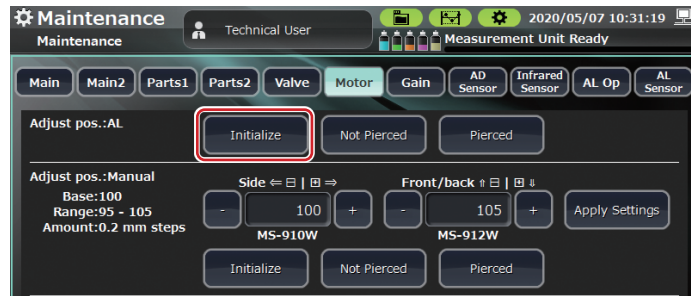 Maintenance
Maintenance
Technical User
2020/05/07 10:31:19
Measurement Unit Ready
Main Main2 Parts1 Parts2 Valve Motor Gain AD Sensor Infrared Sensor AL Op AL Sensor
Adjust pos.:AL
Initialize Not Pierced Pierced
Adjust pos.:Manual
Base:100
Range:95 - 105
Amount:0.2 mm steps
Side ⇐ ⊟ | ⊞ ⇒ Front/back ⇑ ⊟ | ⊞ ⇓
- 100 + - 105 + Apply Settings
MS-910W MS-912W
Initialize Not Pierced Pierced